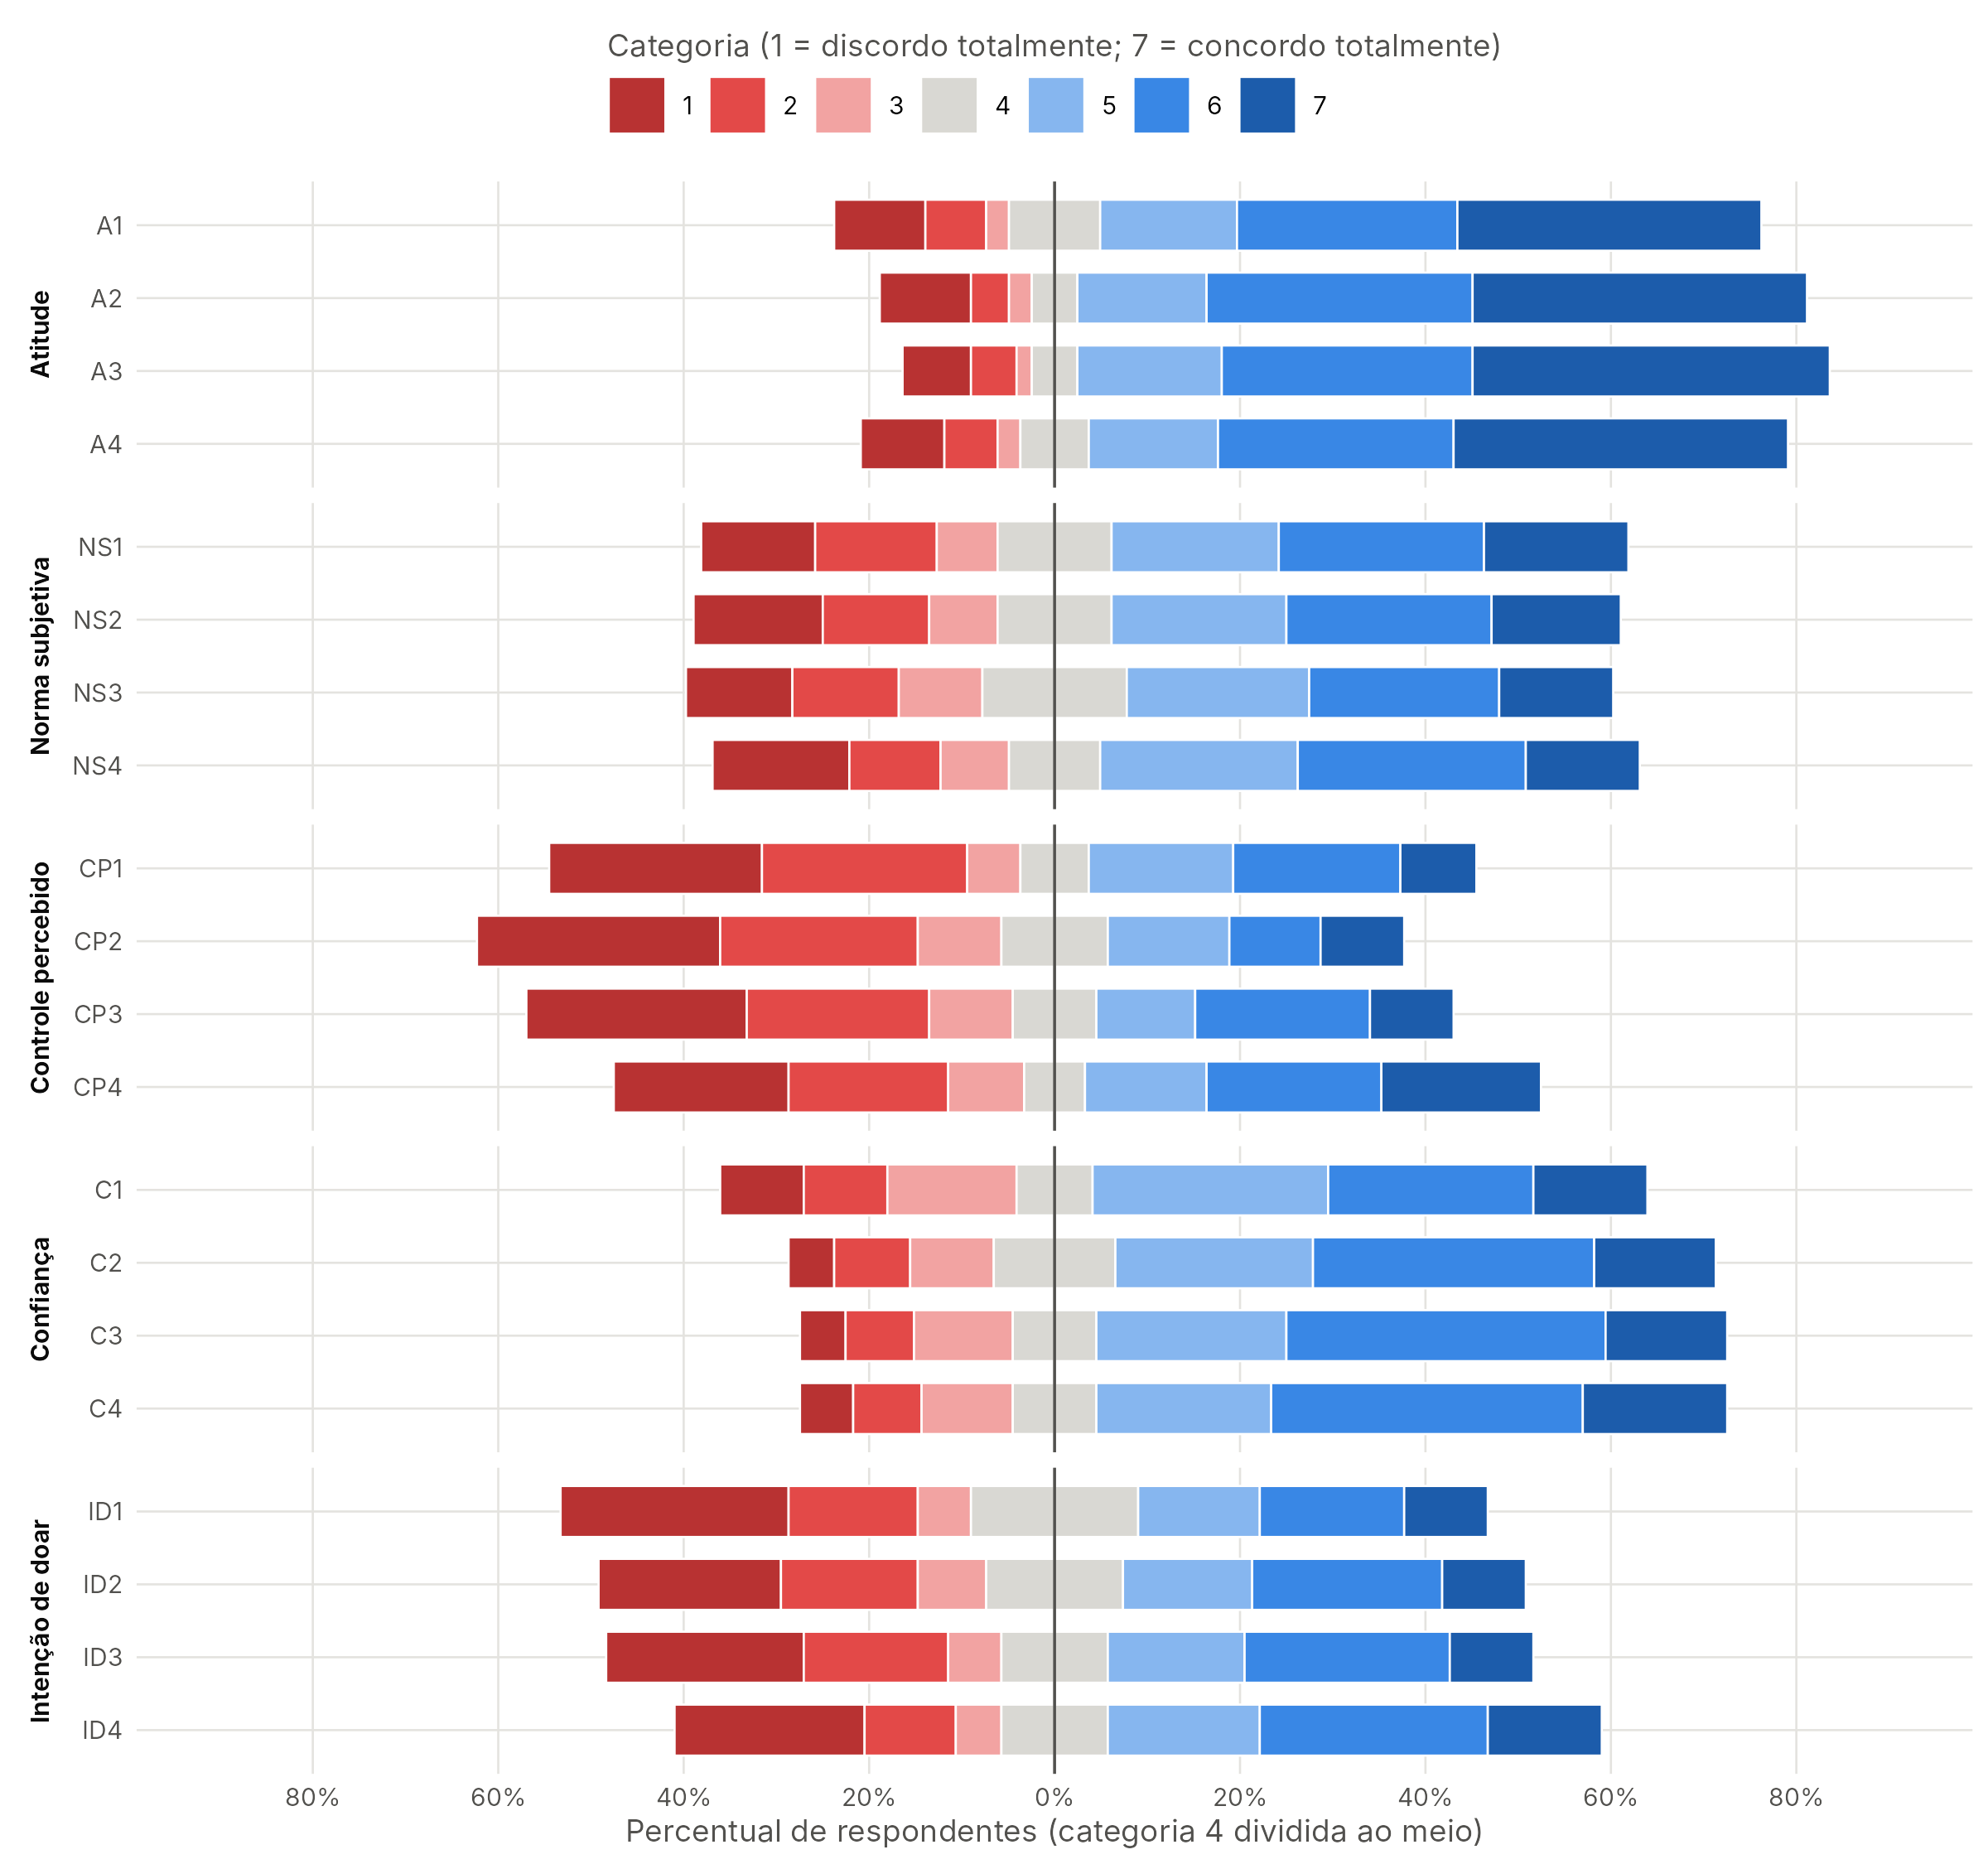 Categoria (1 = discordo totalmente; 7 = concordo totalmente)
1 2 3 4 5 6 7
Atitude
A1
A2
A3
A4
Norma subjetiva
NS1
NS2
NS3
NS4
Controle percebido
CP1
CP2
CP3
CP4
Confiança
C1
C2
C3
C4
Intenção de doar
ID1
ID2
ID3
ID4
80% 60% 40% 20% 0% 20% 40% 60% 80%
Percentual de respondentes (categoria 4 dividida ao meio)